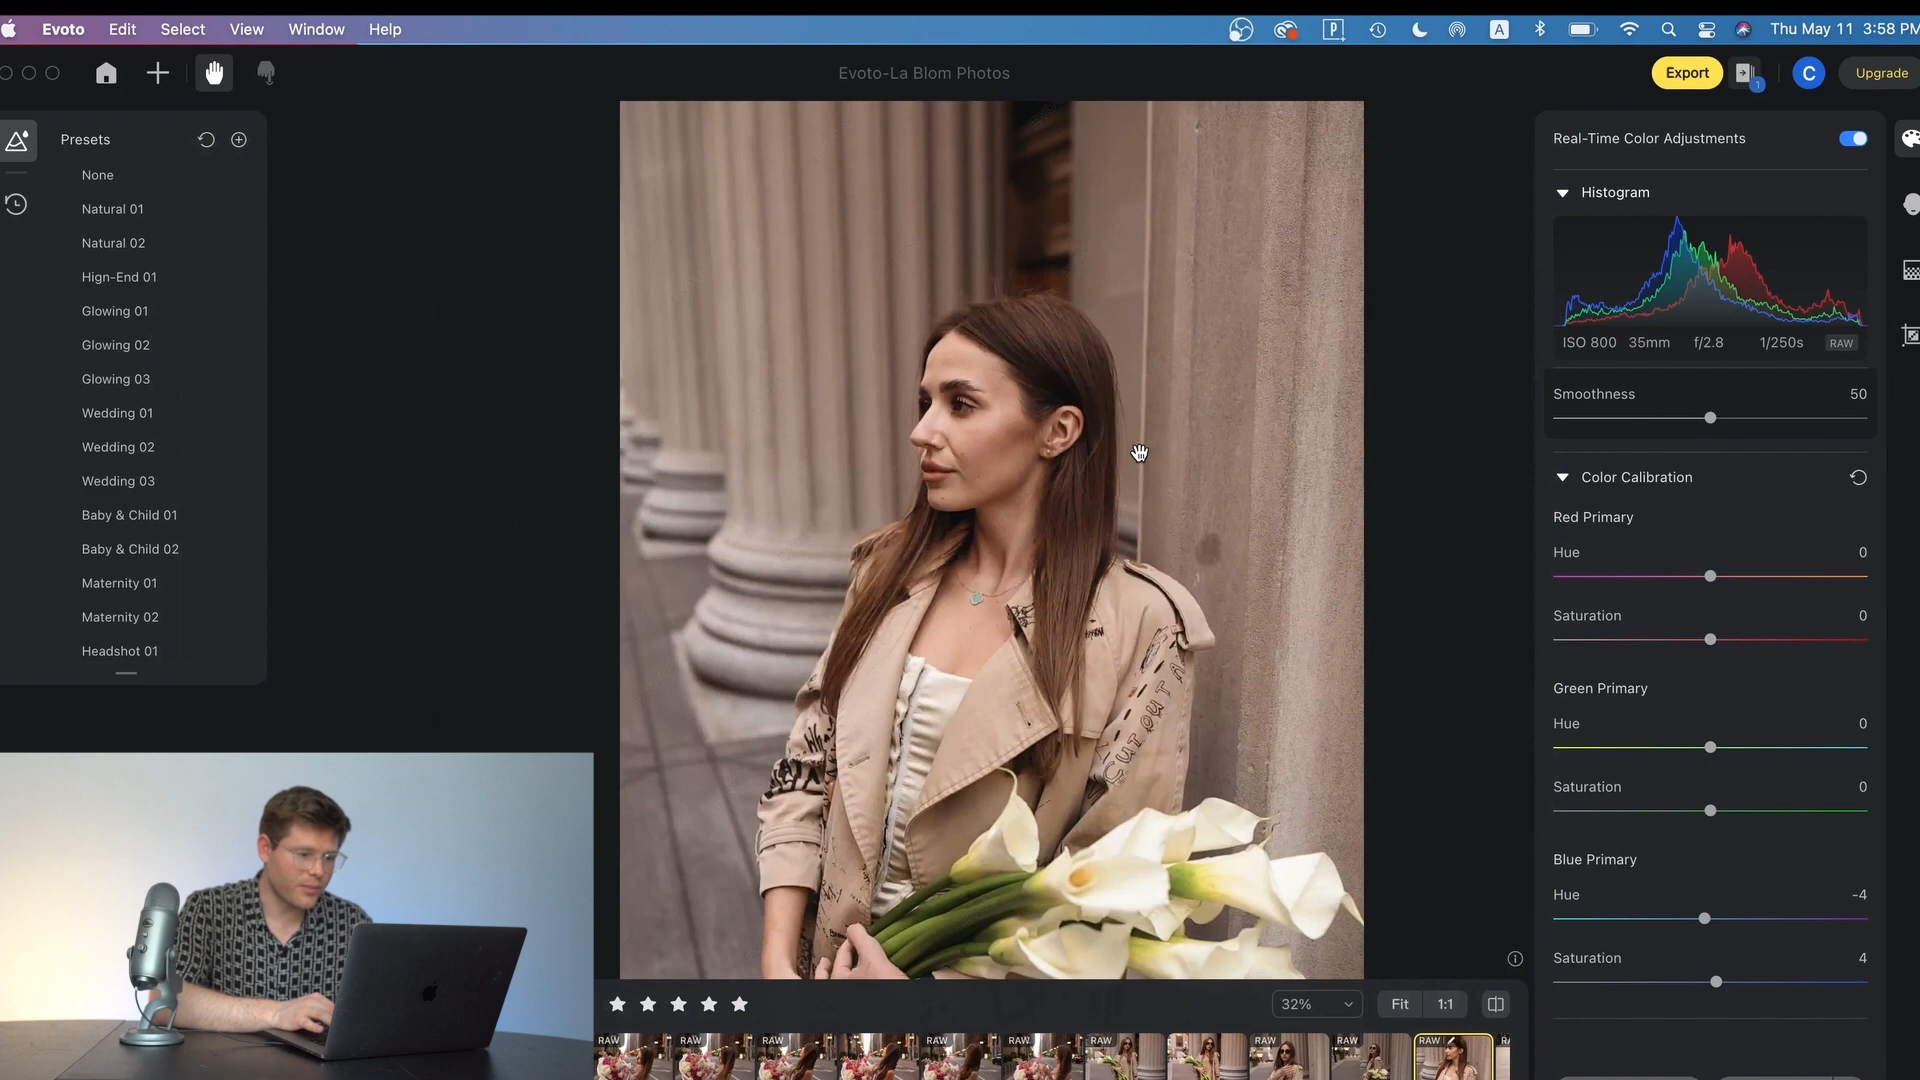 Evoto Edit Select View Window Help
A Thu May 11 3:58 PM
Evoto-La Blom Photos
Export 1 C Upgrade
Presets
None
Natural 01
Natural 02
Hign-End 01
Glowing 01
Glowing 02
Glowing 03
Wedding 01
Wedding 02
Wedding 03
Baby & Child 01
Baby & Child 02
Maternity 01
Maternity 02
Headshot 01
CUT OUT A
Real-Time Color Adjustments
Histogram
ISO 800 35mm f/2.8 1/250s RAW
Smoothness 50
Color Calibration
Red Primary
Hue 0
Saturation 0
Green Primary
Hue 0
Saturation 0
Blue Primary
Hue -4
Saturation 4
32% Fit 1:1
RAW RAW RAW RAW RAW RAW RAW RAW RAW RAW RAW